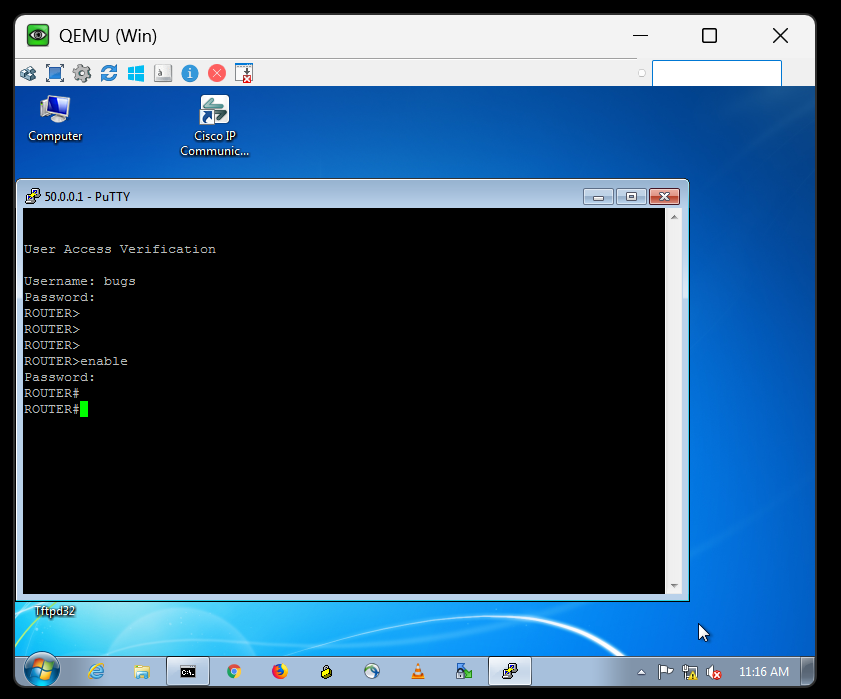 QEMU (Win)
Computer
Cisco IP
Communic...
50.0.0.1 - PuTTY
User Access Verification
Username: bugs
Password:
ROUTER>
ROUTER>
ROUTER>
ROUTER>enable
Password:
ROUTER#
ROUTER#
Tftpd32
C:\.
11:16 AM